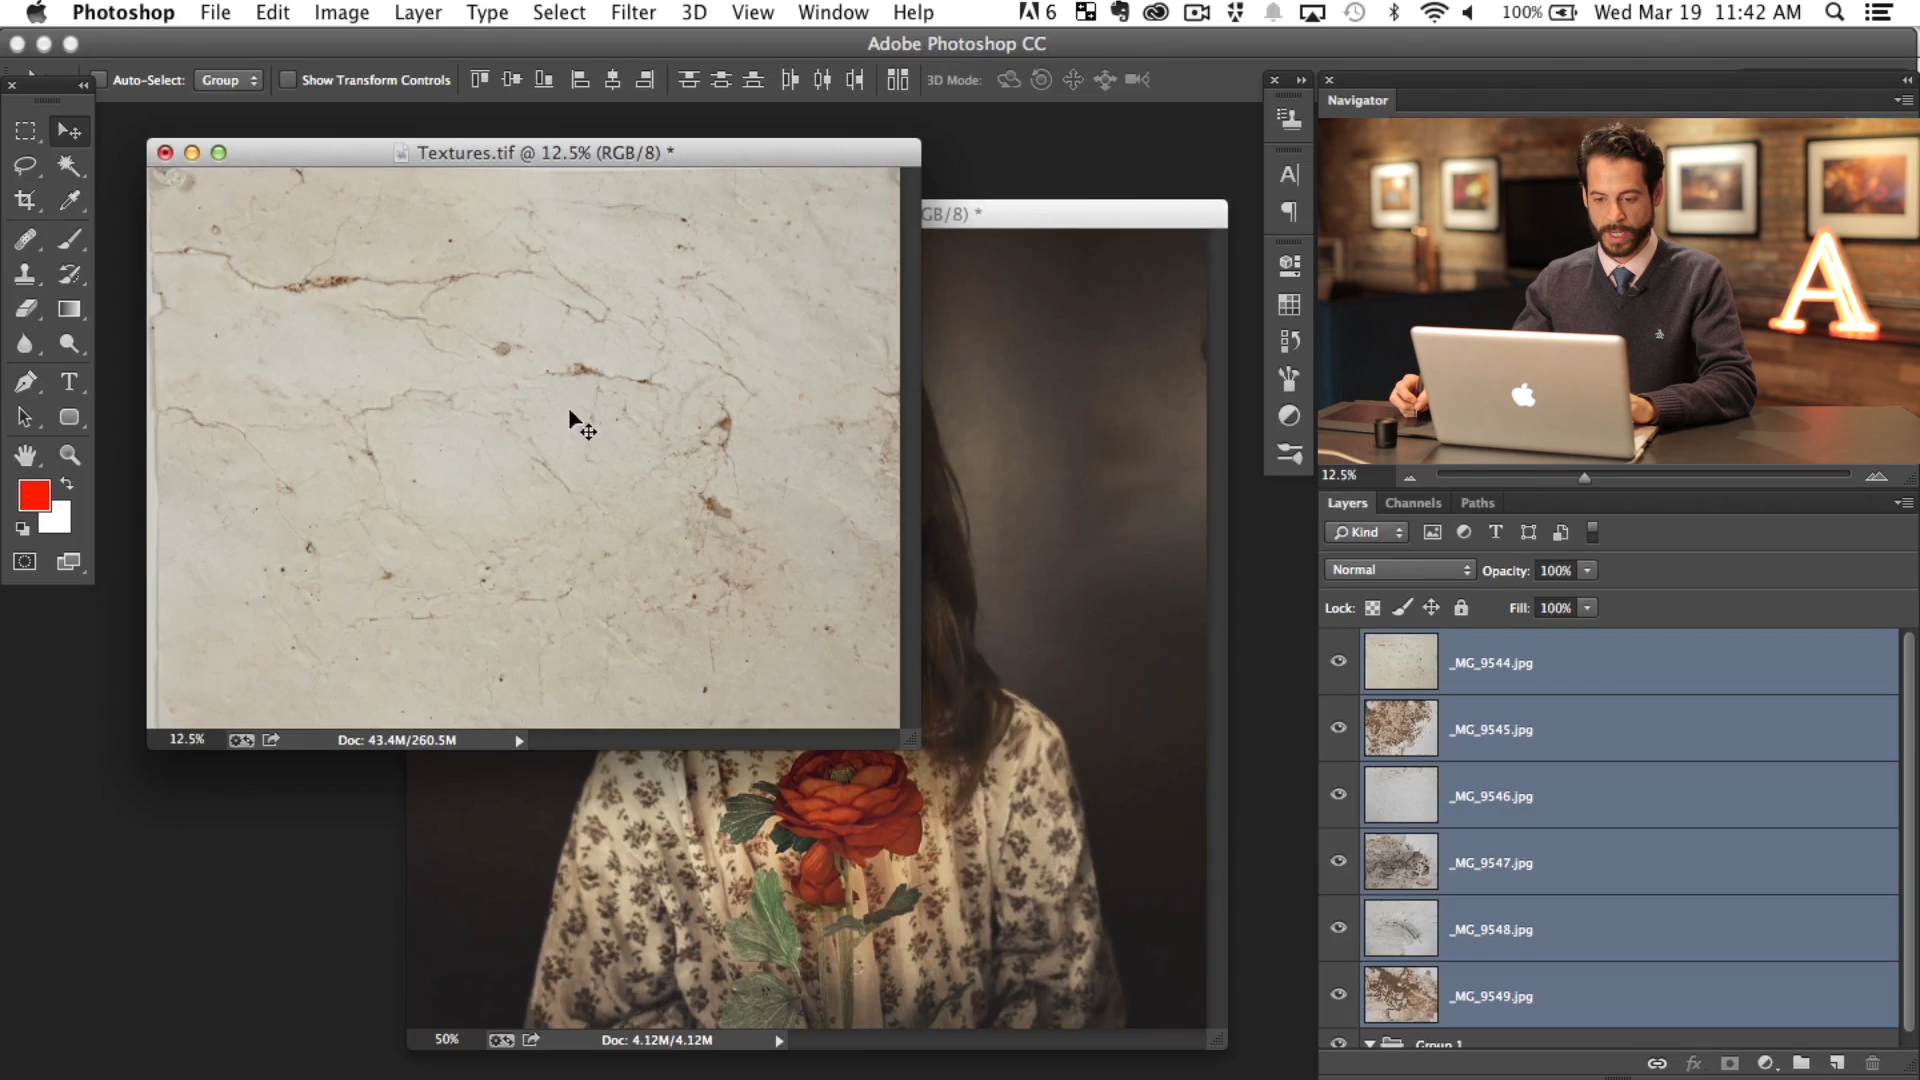 Photoshop File Edit Image Layer Type Select Filter 3D View Window Help 6 100% Wed Mar 19 11:42 AM
Adobe Photoshop CC
Auto-Select: Group Show Transform Controls 3D Mode:
Navigator
Textures.tif @ 12.5% (RGB/8) *
GB/8) *
A
12.5%
Layers Channels Paths
Kind
Normal Opacity: 100%
Lock: Fill: 100%
_MG_9544.jpg
_MG_9545.jpg
_MG_9546.jpg
_MG_9547.jpg
_MG_9548.jpg
_MG_9549.jpg
Group 1
12.5% Doc: 43.4M/260.5M
50% Doc: 4.12M/4.12M